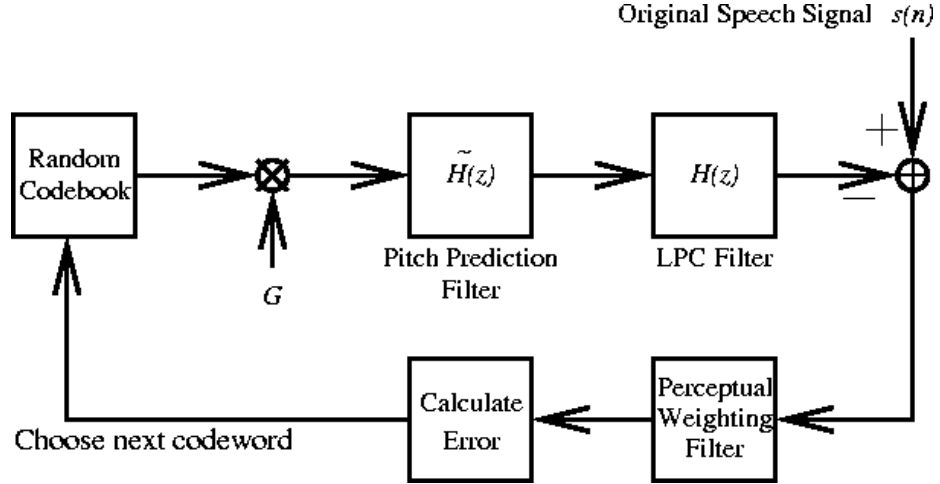 Original Speech Signal s(n)
Random
Codebook
G
H̃(z)
Pitch Prediction
Filter
H(z)
LPC Filter
+
−
Perceptual
Weighting
Filter
Calculate
Error
Choose next codeword